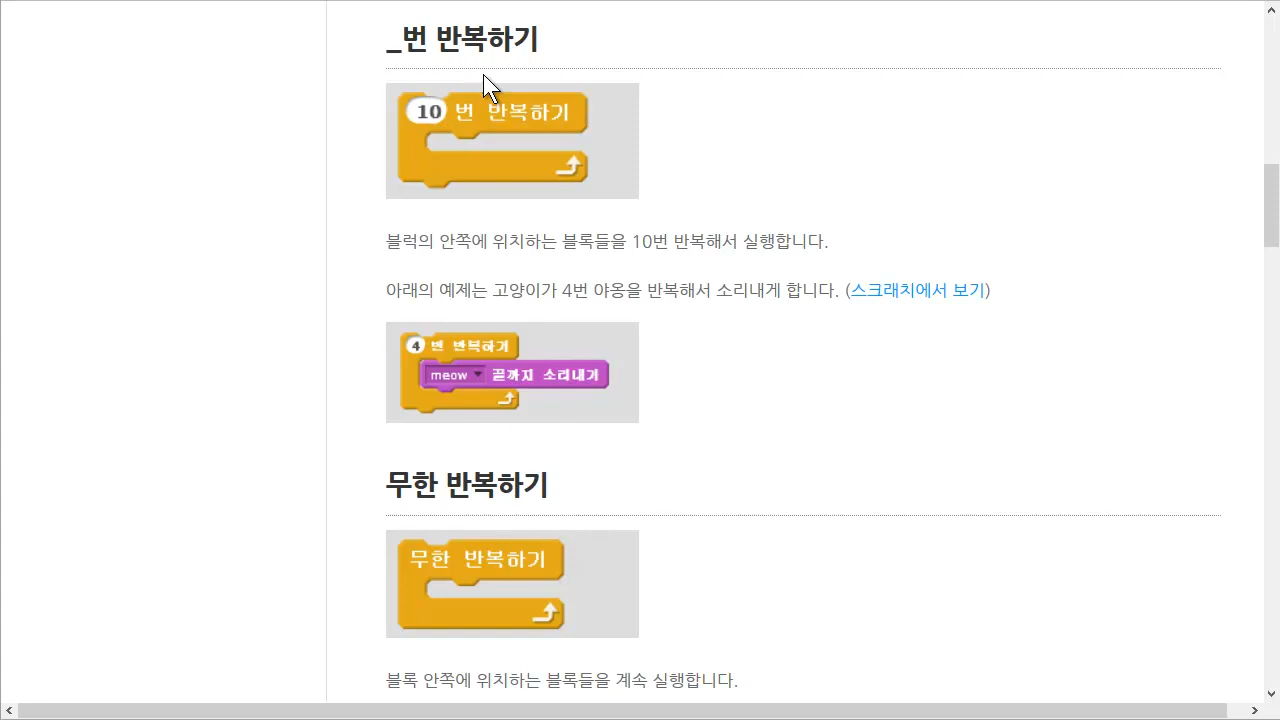 _번 반복하기
10 번 반복하기
블럭의 안쪽에 위치하는 블록들을 10번 반복해서 실행합니다.
아래의 예제는 고양이가 4번 야옹을 반복해서 소리내게 합니다. (스크래치에서 보기)
4 번 반복하기
meow 끝까지 소리내기
무한 반복하기
무한 반복하기
블록 안쪽에 위치하는 블록들을 계속 실행합니다.